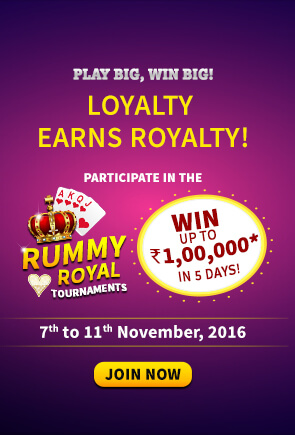 PLAY BIG, WIN BIG!
LOYALTY
EARNS ROYALTY!
PARTICIPATE IN THE
A K Q J
RUMMY
ROYAL
TOURNAMENTS
WIN
UP TO
₹1,00,000*
IN 5 DAYS!
7th to 11th November, 2016
JOIN NOW